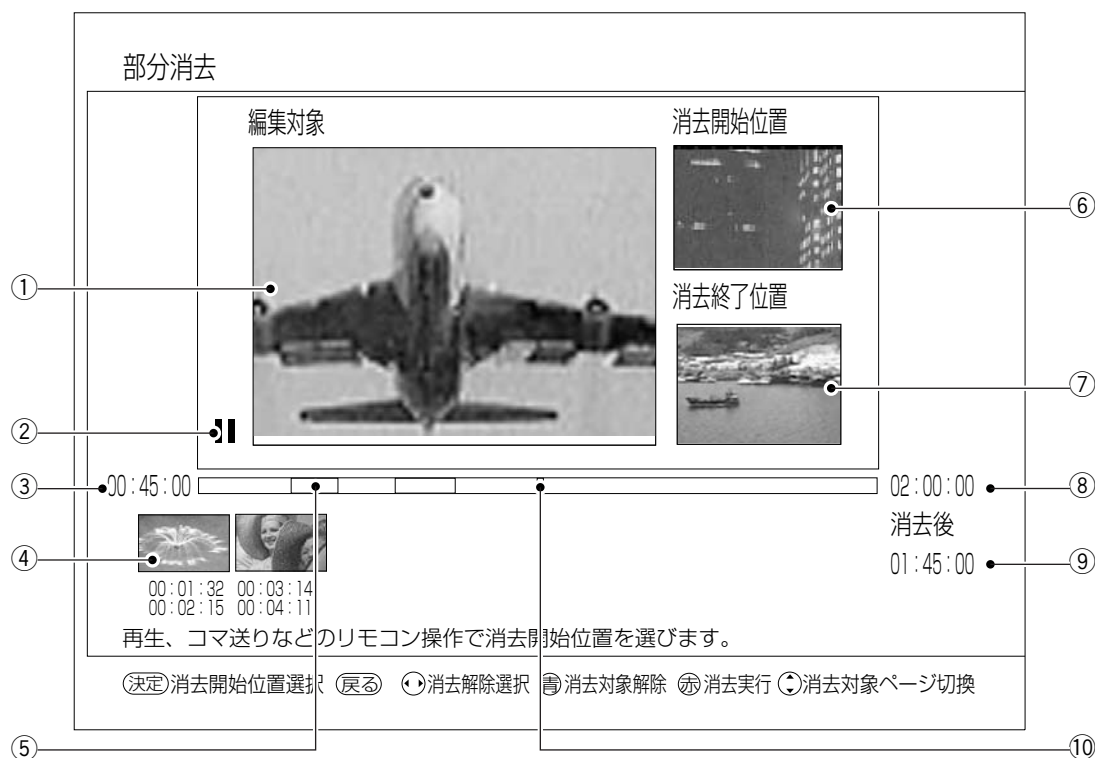 部分消去
編集対象
消去開始位置
⑥
①
消去終了位置
⑦
②
③
00:45:00
02:00:00
⑧
消去後
④
01:45:00
⑨
00:01:32 00:03:14
00:02:15 00:04:11
再生、コマ送りなどのリモコン操作で消去開始位置を選びます。
決定 消去開始位置選択 戻る 消去解除選択 青 消去対象解除 赤 消去実行 消去対象ページ切換
⑤
⑩